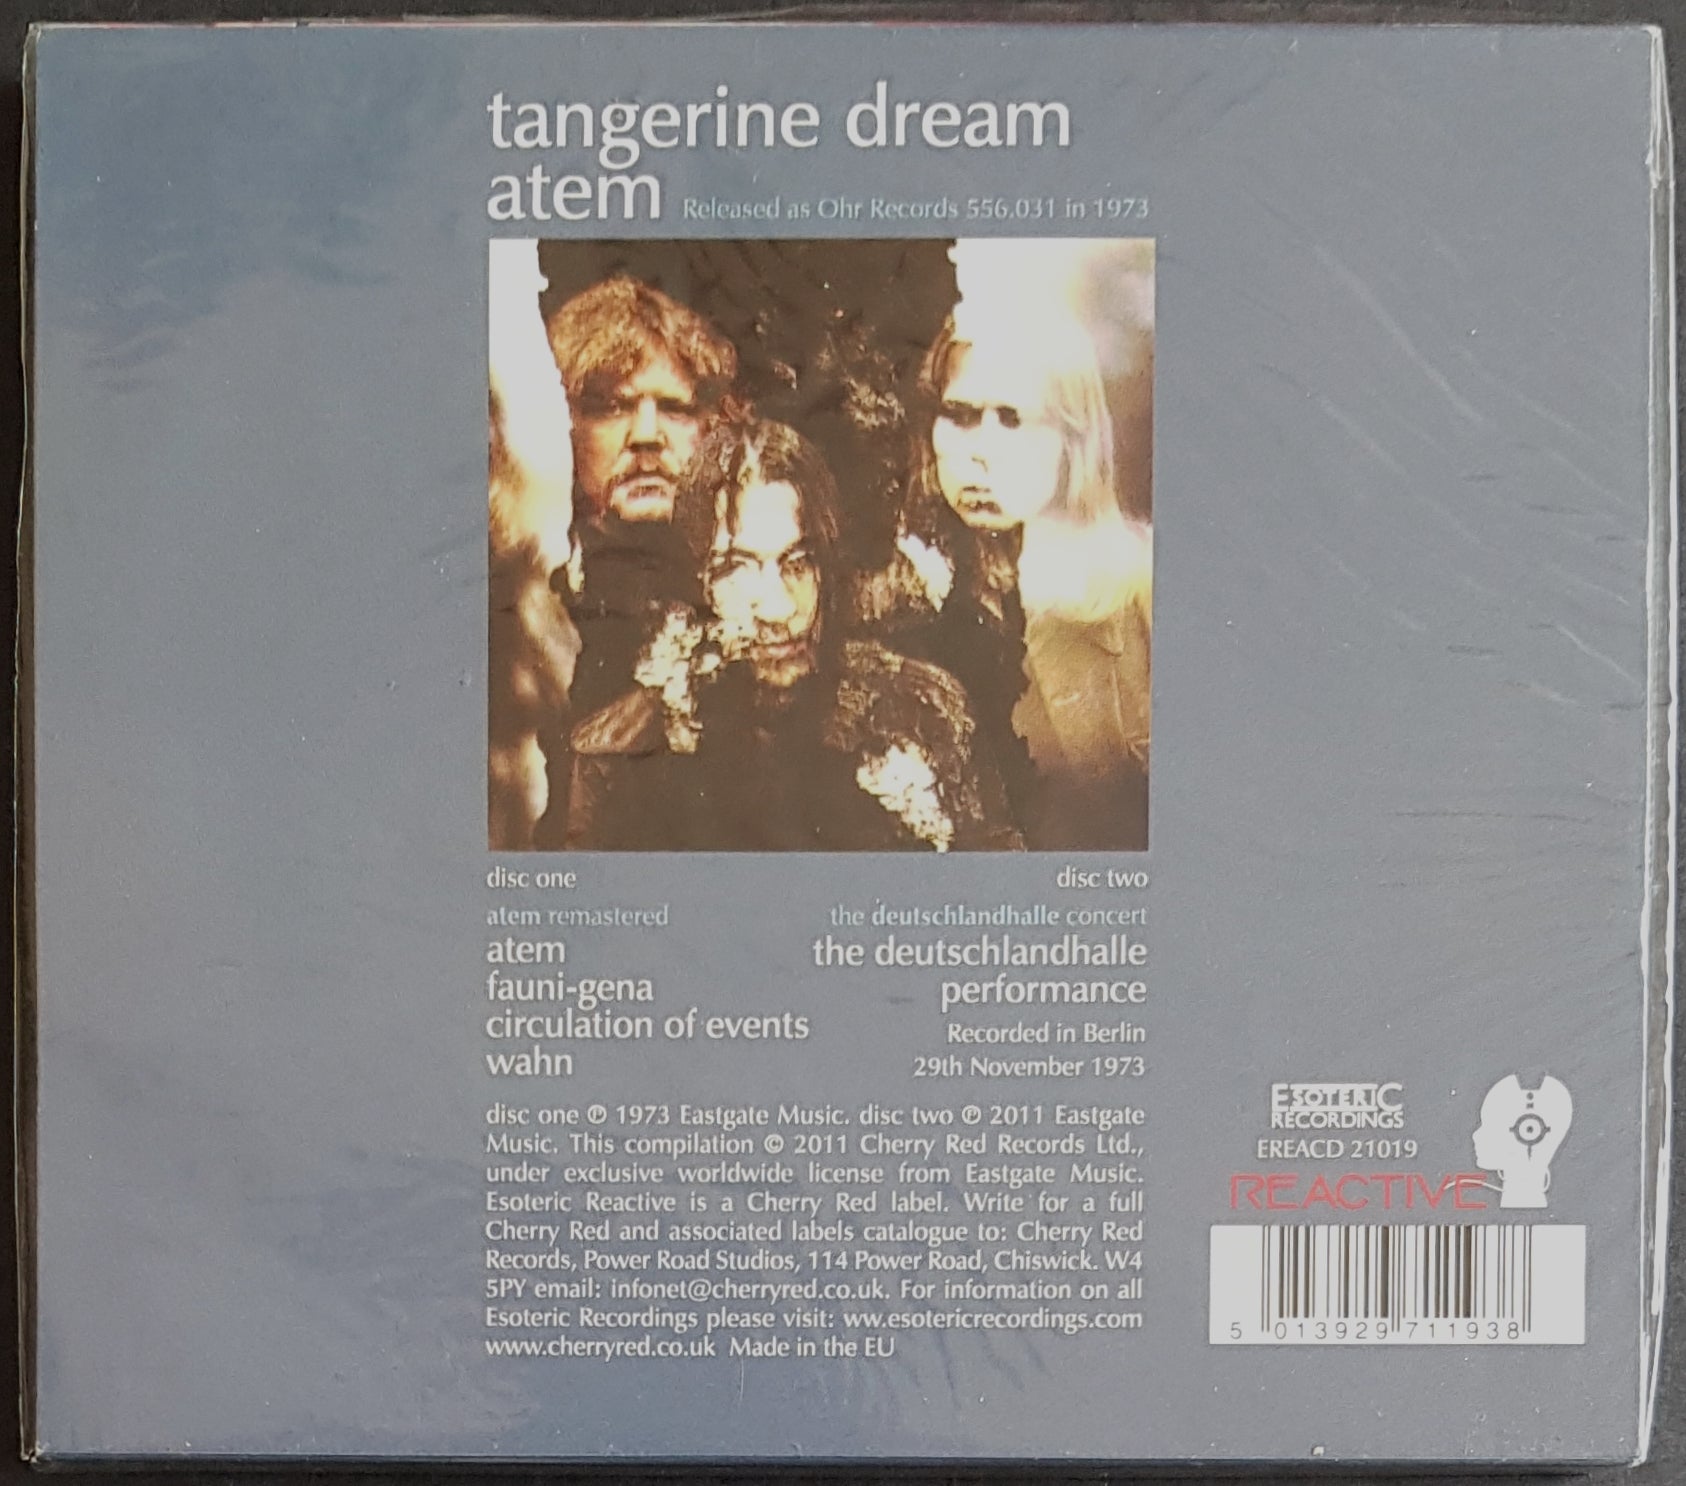 tangerine dream
atem Released as Ohr Records 556.031 in 1973
disc one
atem remastered
atem
fauni-gena
circulation of events
wahn
disc two
the deutschlandhalle concert
the deutschlandhalle
performance
Recorded in Berlin
29th November 1973
disc one ℗ 1973 Eastgate Music. disc two ℗ 2011 Eastgate
Music. This compilation © 2011 Cherry Red Records Ltd.,
under exclusive worldwide license from Eastgate Music.
Esoteric Reactive is a Cherry Red label. Write for a full
Cherry Red and associated labels catalogue to: Cherry Red
Records, Power Road Studios, 114 Power Road, Chiswick. W4
5PY email: infonet@cherryred.co.uk. For information on all
Esoteric Recordings please visit: ww.esotericrecordings.com
www.cherryred.co.uk Made in the EU
ESOTERIC
RECORDINGS
EREACD 21019
REACTIVE
5 013929 711938